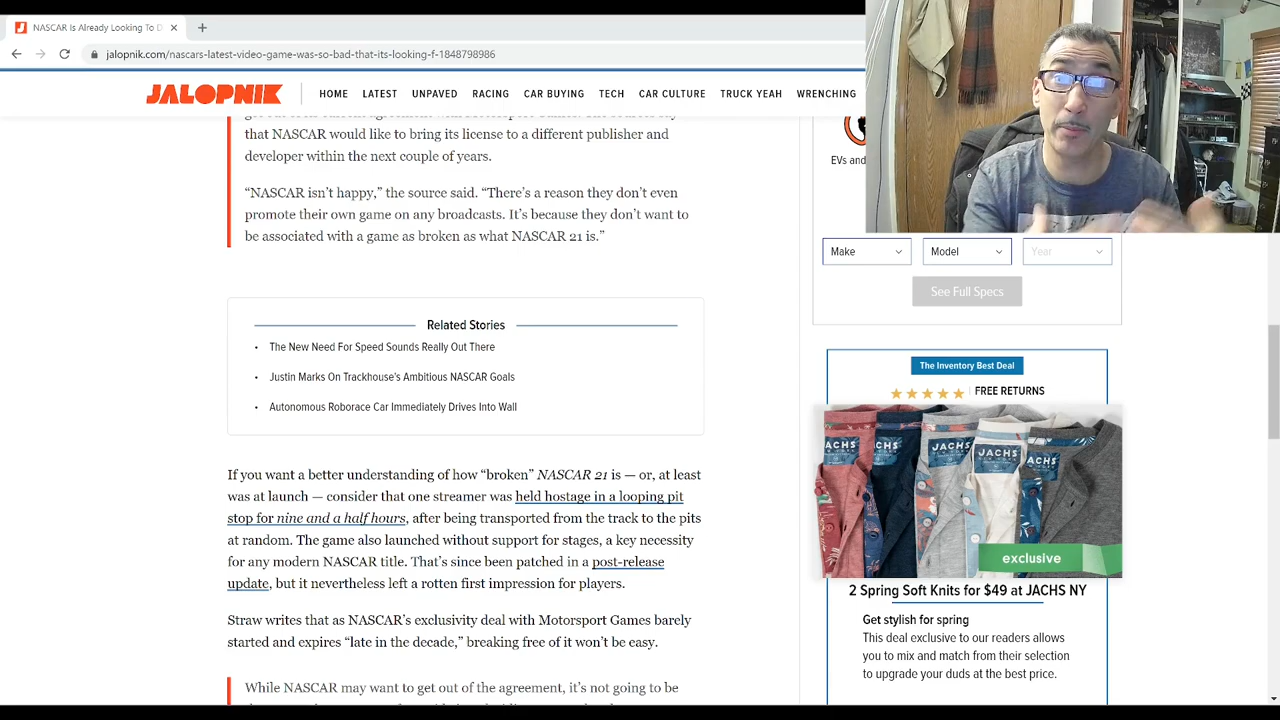 NASCAR Is Already Looking To D
jalopnik.com/nascars-latest-video-game-was-so-bad-that-its-looking-f-1848798986
JALOPNIK
HOME LATEST UNPAVED RACING CAR BUYING TECH CAR CULTURE TRUCK YEAH WRENCHING
that NASCAR would like to bring its license to a different publisher and
developer within the next couple of years.
“NASCAR isn’t happy,” the source said. “There’s a reason they don’t even
promote their own game on any broadcasts. It’s because they don’t want to
be associated with a game as broken as what NASCAR 21 is.”
Related Stories
• The New Need For Speed Sounds Really Out There
• Justin Marks On Trackhouse's Ambitious NASCAR Goals
• Autonomous Roborace Car Immediately Drives Into Wall
If you want a better understanding of how “broken” NASCAR 21 is — or, at least
was at launch — consider that one streamer was held hostage in a looping pit
stop for nine and a half hours, after being transported from the track to the pits
at random. The game also launched without support for stages, a key necessity
for any modern NASCAR title. That’s since been patched in a post-release
update, but it nevertheless left a rotten first impression for players.
Straw writes that as NASCAR’s exclusivity deal with Motorsport Games barely
started and expires “late in the decade,” breaking free of it won’t be easy.
While NASCAR may want to get out of the agreement, it’s not going to be
EVs and
Make Model Year
See Full Specs
The Inventory Best Deal
FREE RETURNS
JACHS
JACHS
JACHS
JACHS
JACHS
exclusive
2 Spring Soft Knits for $49 at JACHS NY
Get stylish for spring
This deal exclusive to our readers allows
you to mix and match from their selection
to upgrade your duds at the best price.